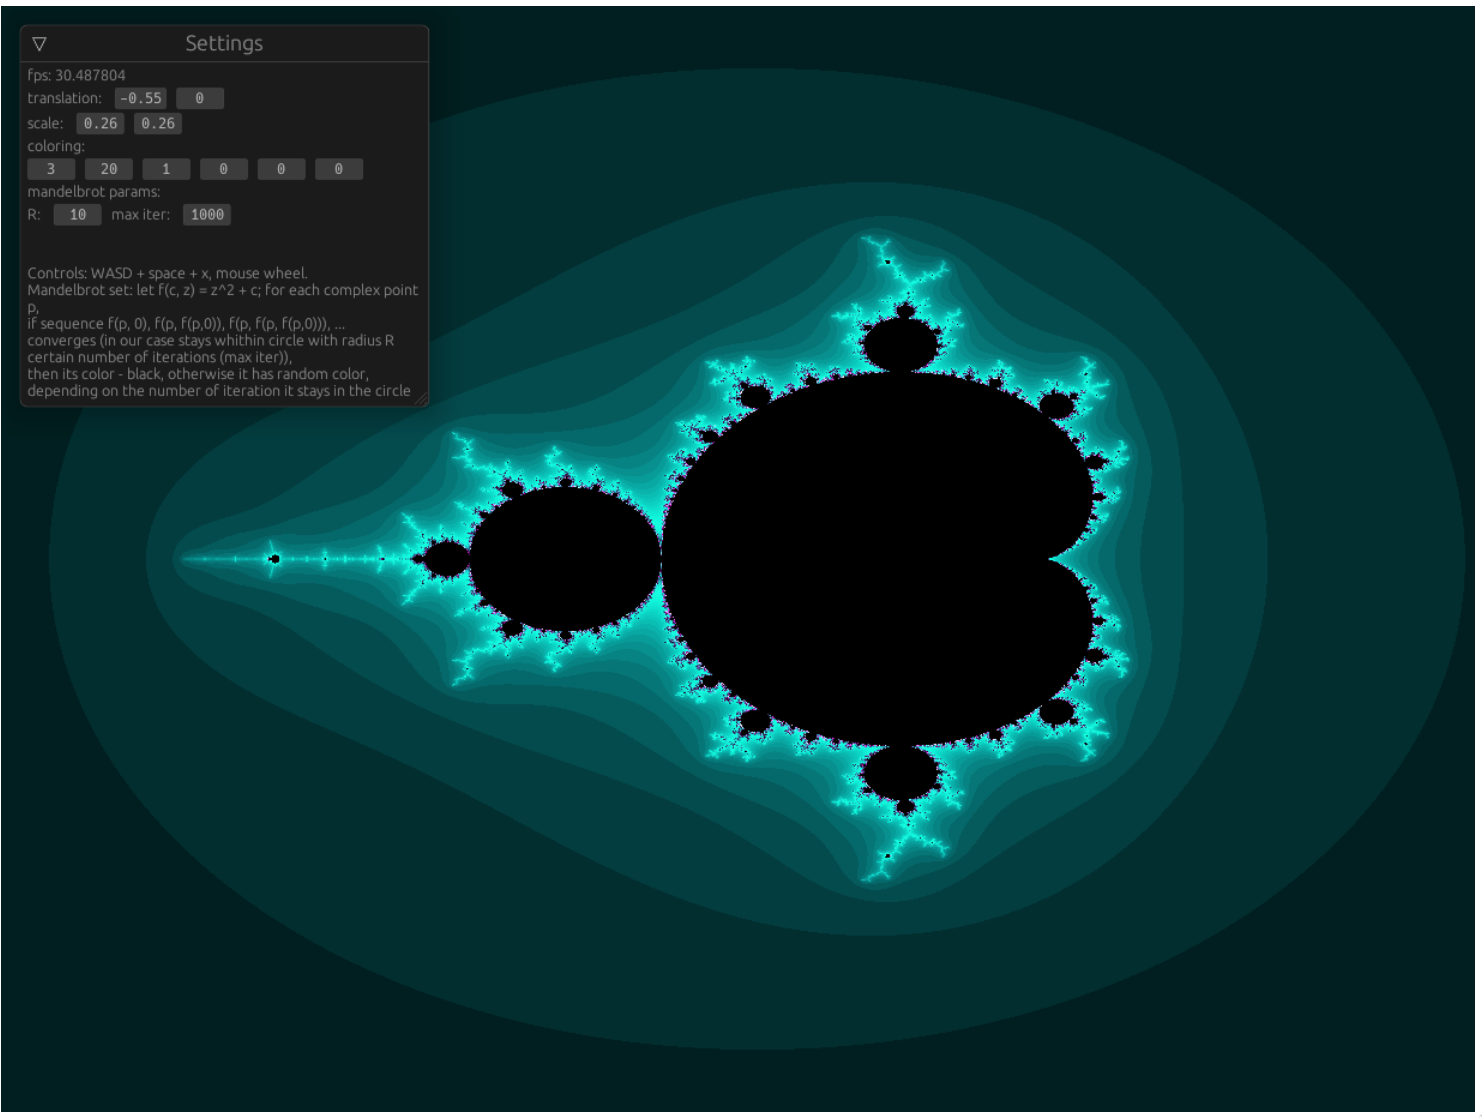 Settings
fps: 30.487804
translation: -0.55 0
scale: 0.26 0.26
coloring:
3 20 1 0 0 0
mandelbrot params:
R: 10 max iter: 1000
Controls: WASD + space + x, mouse wheel.
Mandelbrot set: let f(c, z) = z^2 + c; for each complex point
p,
if sequence f(p, 0), f(p, f(p,0)), f(p, f(p, f(p,0))), ...
converges (in our case stays whithin circle with radius R
certain number of iterations (max iter)),
then its color - black, otherwise it has random color,
depending on the number of iteration it stays in the circle